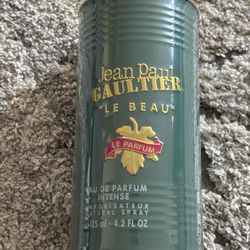 Jean Paul
GAULTIER
"LE BEAU"
LE PARFUM
EAU DE PARFUM
INTENSE
VAPORISATEUR
NATURAL SPRAY
125 ml - 4.2 FL OZ